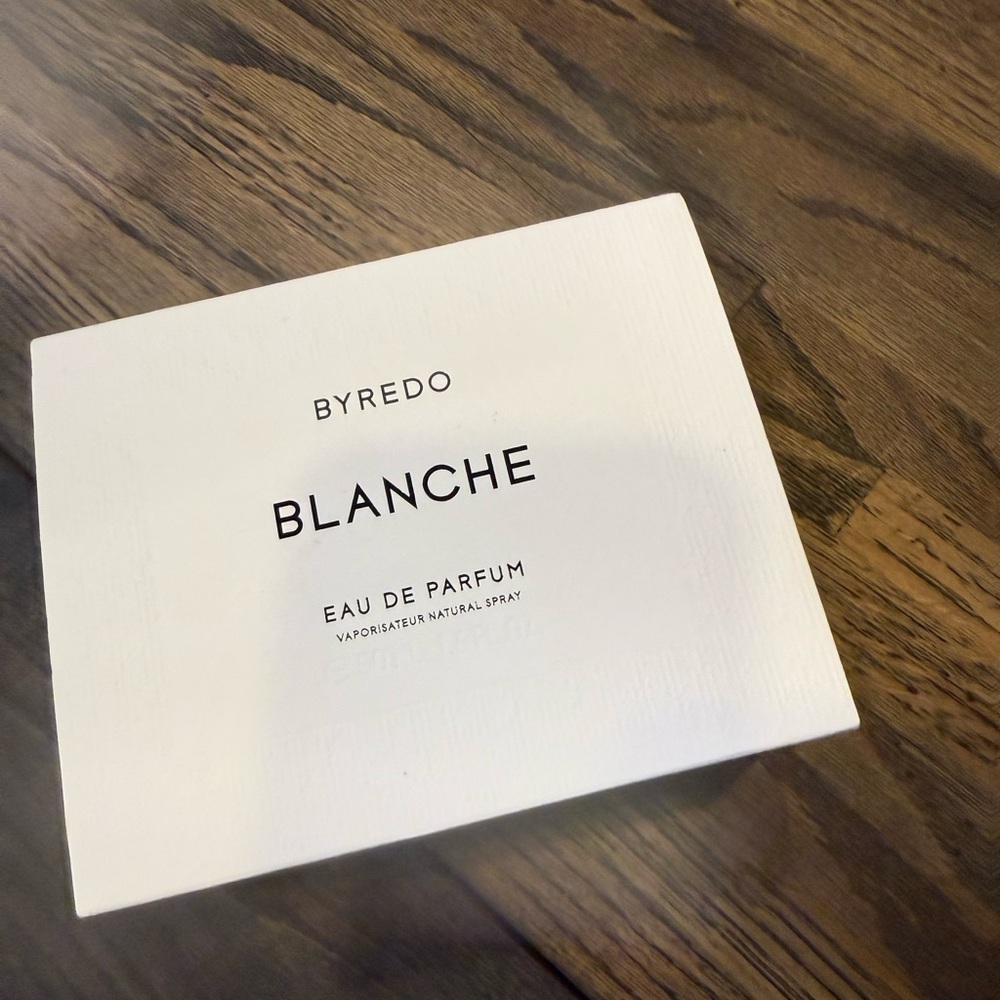 BYREDO
BLANCHE
EAU DE PARFUM
VAPORISATEUR NATURAL SPRAY